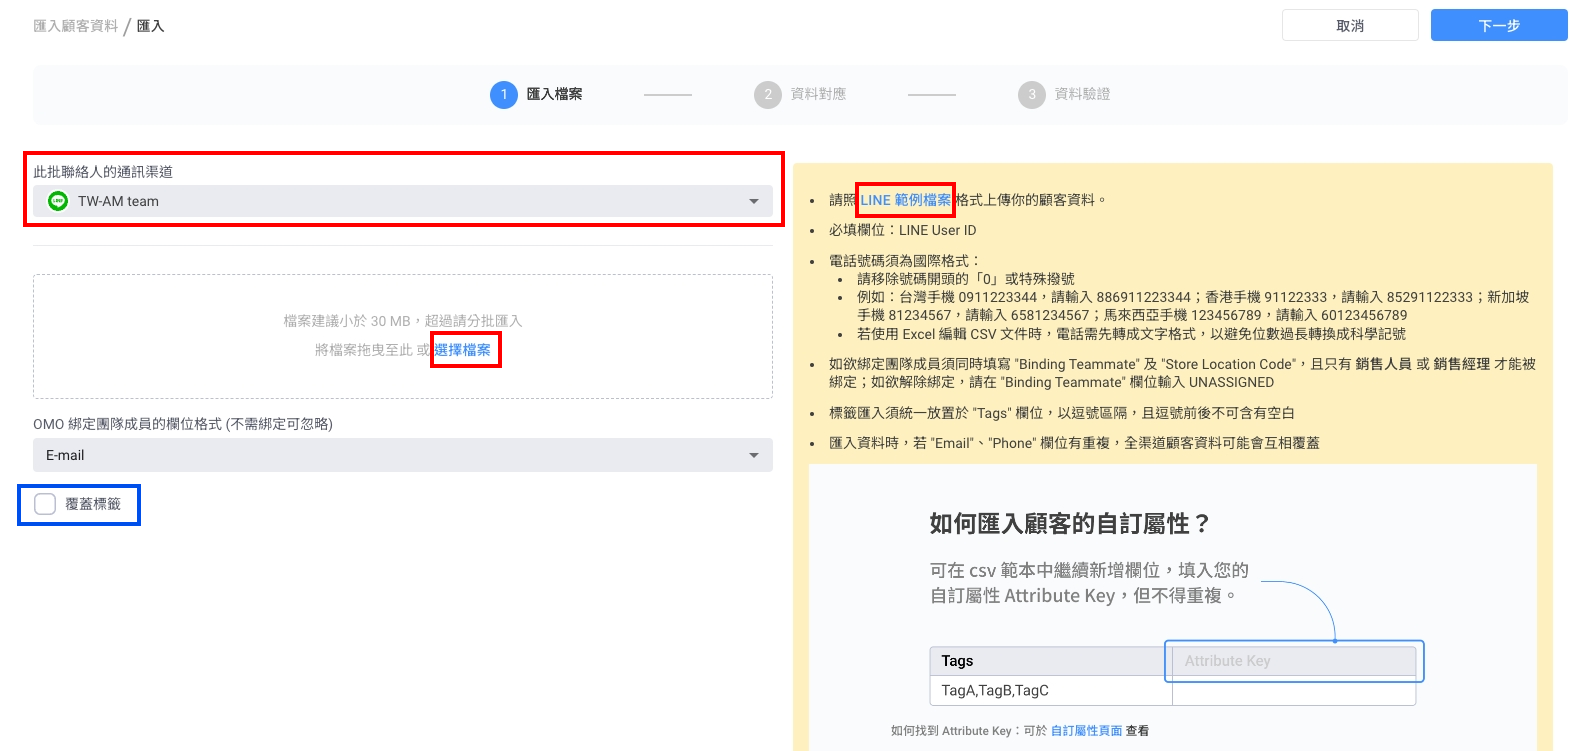 匯入顧客資料 / 匯入
取消
下一步
1 匯入檔案
2 資料對應
3 資料驗證
此批聯絡人的通訊渠道
LINE TW-AM team
檔案建議小於 30 MB，超過請分批匯入
將檔案拖曳至此 或 選擇檔案
OMO 綁定團隊成員的欄位格式 (不需綁定可忽略)
E-mail
覆蓋標籤
• 請照 LINE 範例檔案 格式上傳你的顧客資料。
• 必填欄位：LINE User ID
• 電話號碼須為國際格式：
• 請移除號碼開頭的「0」或特殊撥號
• 例如：台灣手機 0911223344，請輸入 886911223344；香港手機 91122333，請輸入 85291122333；新加坡
手機 81234567，請輸入 6581234567；馬來西亞手機 123456789，請輸入 60123456789
• 若使用 Excel 編輯 CSV 文件時，電話需先轉成文字格式，以避免位數過長轉換成科學記號
• 如欲綁定團隊成員須同時填寫 "Binding Teammate" 及 "Store Location Code"，且只有 銷售人員 或 銷售經理 才能被
綁定；如欲解除綁定，請在 "Binding Teammate" 欄位輸入 UNASSIGNED
• 標籤匯入須統一放置於 "Tags" 欄位，以逗號區隔，且逗號前後不可含有空白
• 匯入資料時，若 "Email"、"Phone" 欄位有重複，全渠道顧客資料可能會互相覆蓋
如何匯入顧客的自訂屬性？
可在 csv 範本中繼續新增欄位，填入您的
自訂屬性 Attribute Key，但不得重複。
Tags Attribute Key
TagA,TagB,TagC
如何找到 Attribute Key：可於 自訂屬性頁面 查看